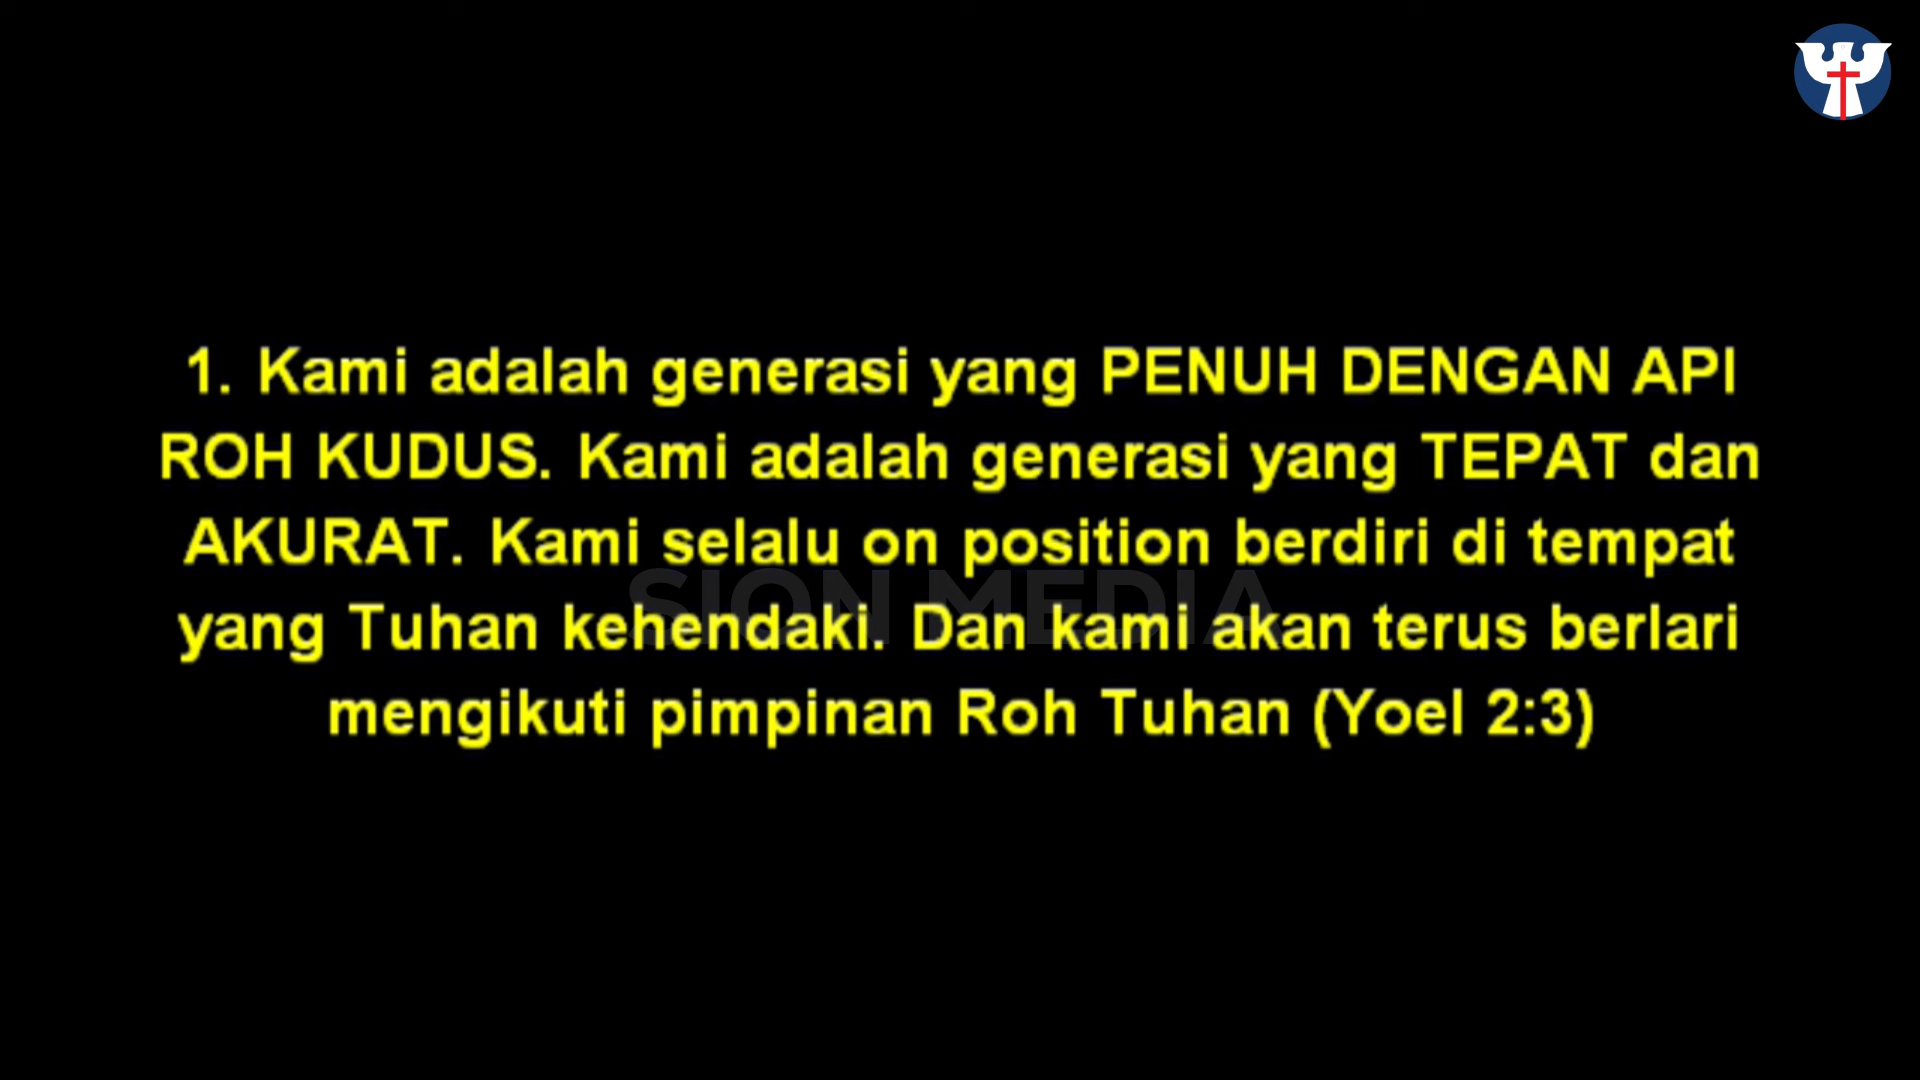 1. Kami adalah generasi yang PENUH DENGAN API
ROH KUDUS. Kami adalah generasi yang TEPAT dan
AKURAT. Kami selalu on position berdiri di tempat
SION MEDIA
yang Tuhan kehendaki. Dan kami akan terus berlari
mengikuti pimpinan Roh Tuhan (Yoel 2:3)